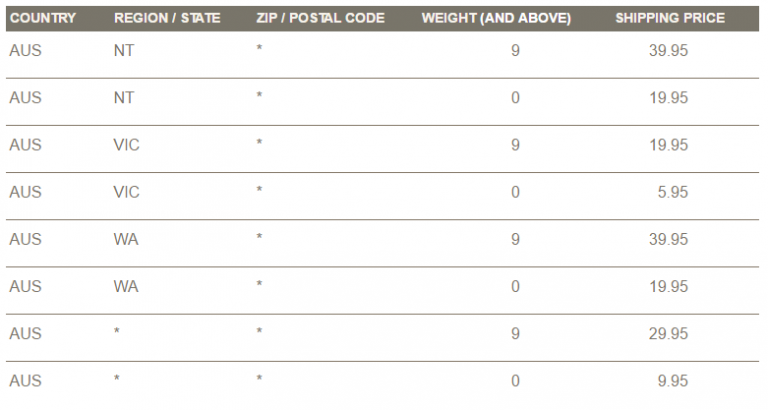 COUNTRY REGION / STATE ZIP / POSTAL CODE WEIGHT (AND ABOVE) SHIPPING PRICE
AUS NT * 9 39.95
AUS NT * 0 19.95
AUS VIC * 9 19.95
AUS VIC * 0 5.95
AUS WA * 9 39.95
AUS WA * 0 19.95
AUS * * 9 29.95
AUS * * 0 9.95